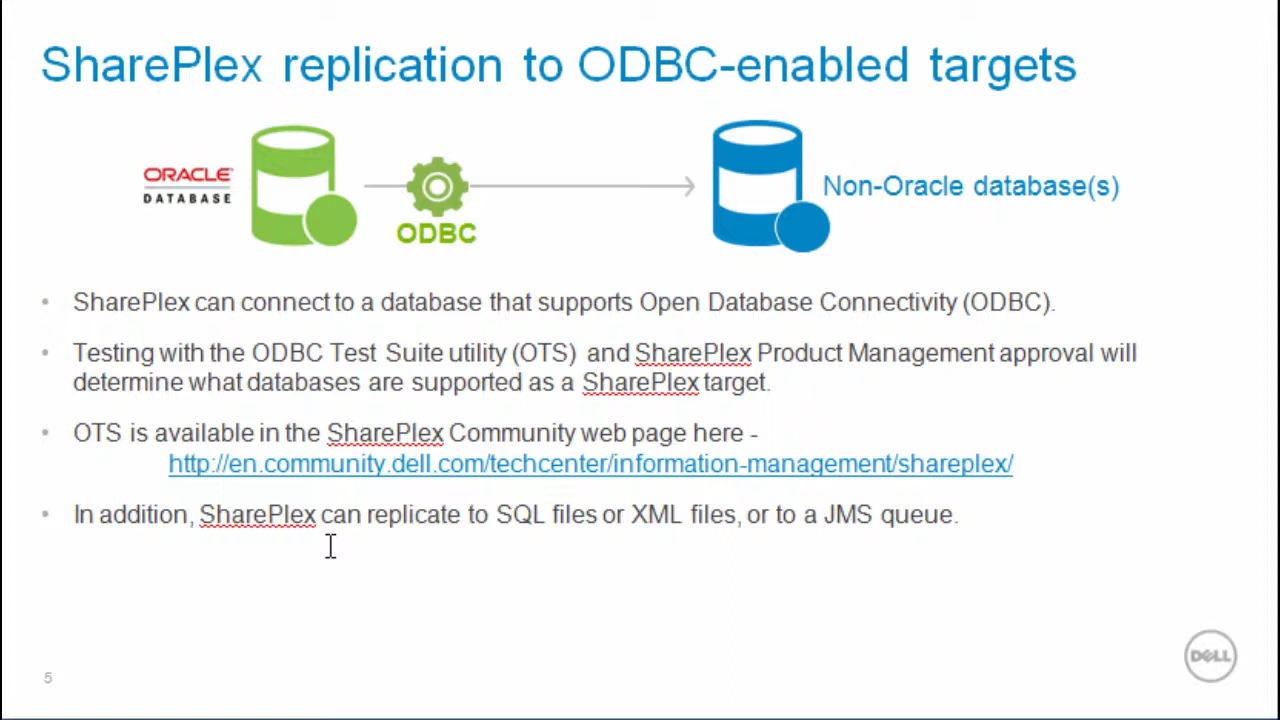 SharePlex replication to ODBC-enabled targets
ORACLE
DATABASE
ODBC
Non-Oracle database(s)
• SharePlex can connect to a database that supports Open Database Connectivity (ODBC).
• Testing with the ODBC Test Suite utility (OTS) and SharePlex Product Management approval will
determine what databases are supported as a SharePlex target.
• OTS is available in the SharePlex Community web page here -
http://en.community.dell.com/techcenter/information-management/shareplex/
• In addition, SharePlex can replicate to SQL files or XML files, or to a JMS queue.
5
DELL